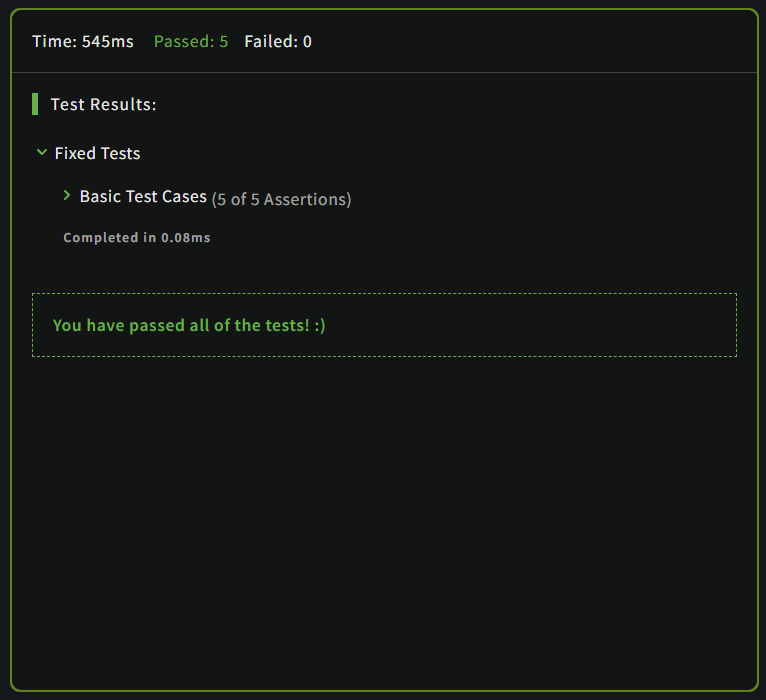 Time: 545ms Passed: 5 Failed: 0
Test Results:
Fixed Tests
Basic Test Cases (5 of 5 Assertions)
Completed in 0.08ms
You have passed all of the tests! :)